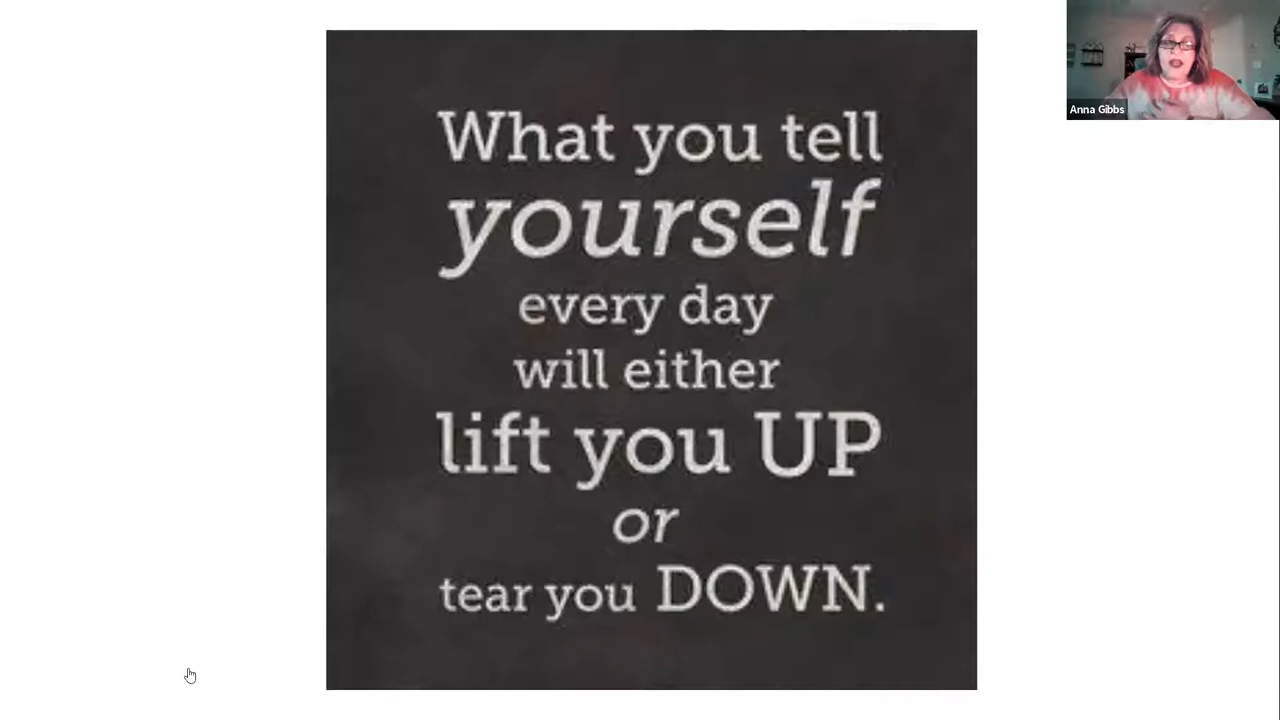 What you tell
yourself
every day
will either
lift you UP
or
tear you DOWN.
Anna Gibbs